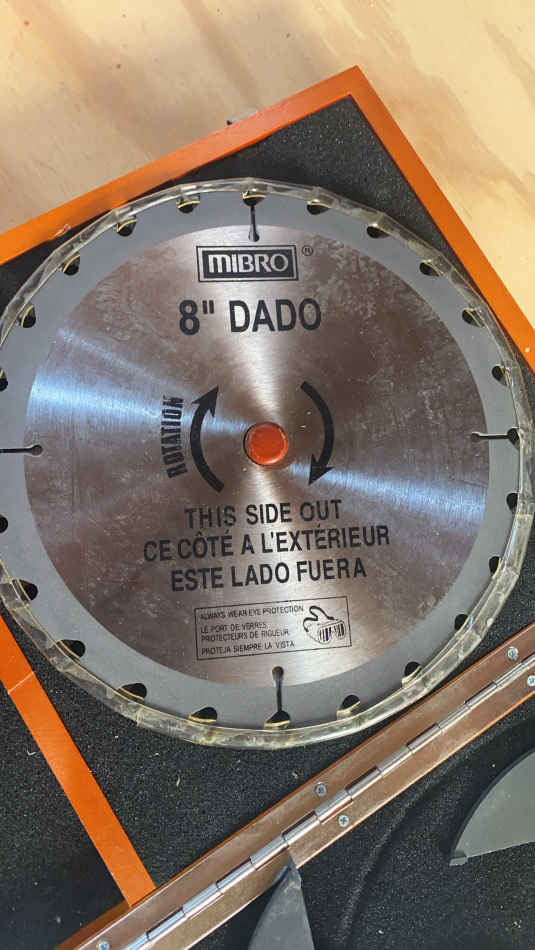 MIBRO®
8" DADO
ROTATION
THIS SIDE OUT
CE CÔTÉ A L'EXTÉRIEUR
ESTE LADO FUERA
ALWAYS WEAR EYE PROTECTION
LE PORT DE VERRES
PROTECTEURS DE RIGUEUR.
PROTEJA SIEMPRE LA VISTA.